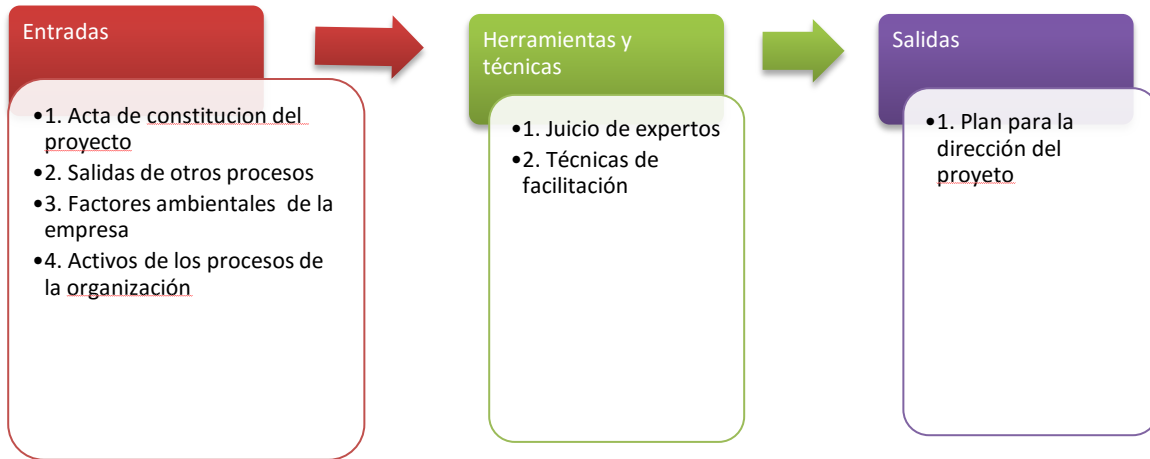 Entradas
•1. Acta de constitucion del
proyecto
•2. Salidas de otros procesos
•3. Factores ambientales de la
empresa
•4. Activos de los procesos de
la organización
Herramientas y
técnicas
•1. Juicio de expertos
•2. Técnicas de
facilitación
Salidas
•1. Plan para la
dirección del
proyeto